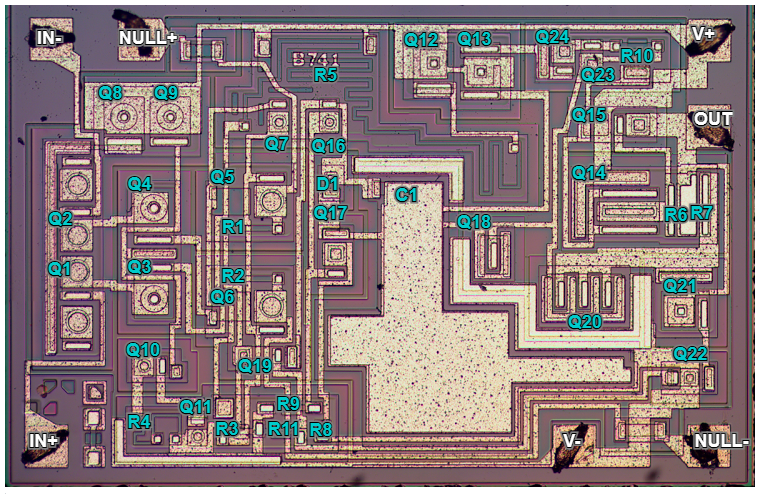 IN-
NULL+
Q12
Q13
Q24
V+
B741
R5
Q23
R10
Q8
Q9
Q15
OUT
Q7
Q16
Q5
Q4
D1
C1
Q14
Q2
R1
Q17
Q18
R6
R7
Q1
Q3
R2
Q6
Q21
Q20
Q10
Q19
Q22
R4
Q11
R3
R9
R11
R8
IN+
V-
NULL-